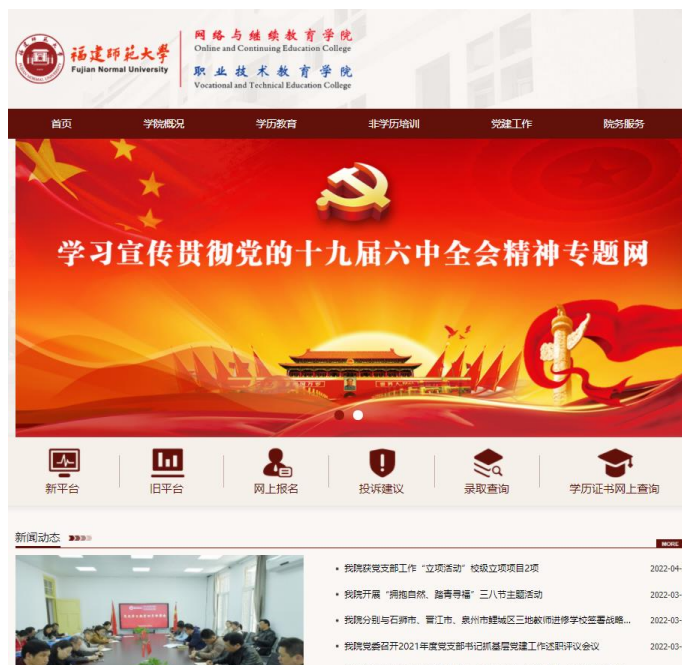 福建师范大学
Fujian Normal University
网络与继续教育学院
Online and Continuing Education College
职业技术教育学院
Vocational and Technical Education College
首页 学院概况 学历教育 非学历培训 党建工作 院务服务
学习宣传贯彻党的十九届六中全会精神专题网
新平台 旧平台 网上报名 投诉建议 录取查询 学历证书网上查询
新闻动态
MORE
我院获党支部工作“立项活动”校级立项项目2项 2022-04-
我院开展“拥抱自然、踏青寻福”三八节主题活动 2022-03-
我院分别与石狮市、晋江市、泉州市鲤城区三地教师进修学校签署战略... 2022-03-
我院党委召开2021年度党支部书记抓基层党建工作述职评议会议 2022-03-